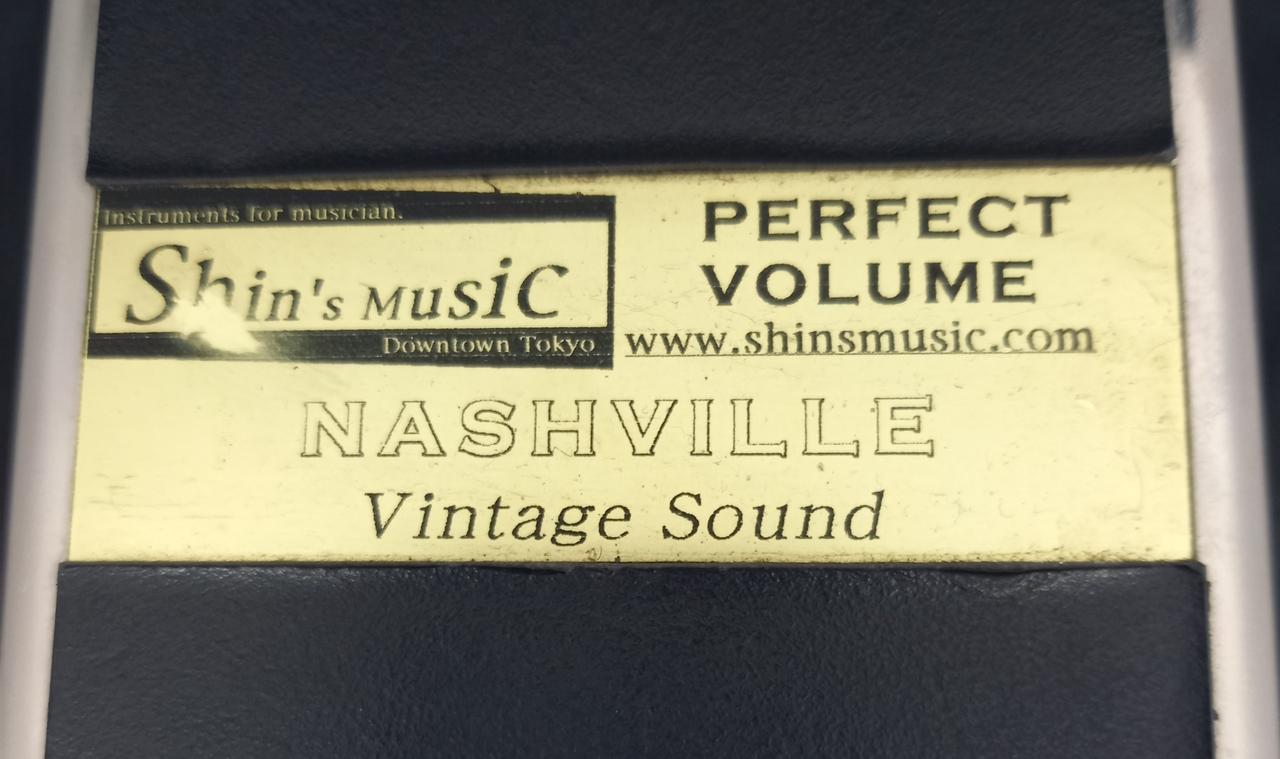 Instruments for musician.
Shin's Music
Downtown Tokyo
PERFECT
VOLUME
www.shinsmusic.com
NASHVILLE
Vintage Sound